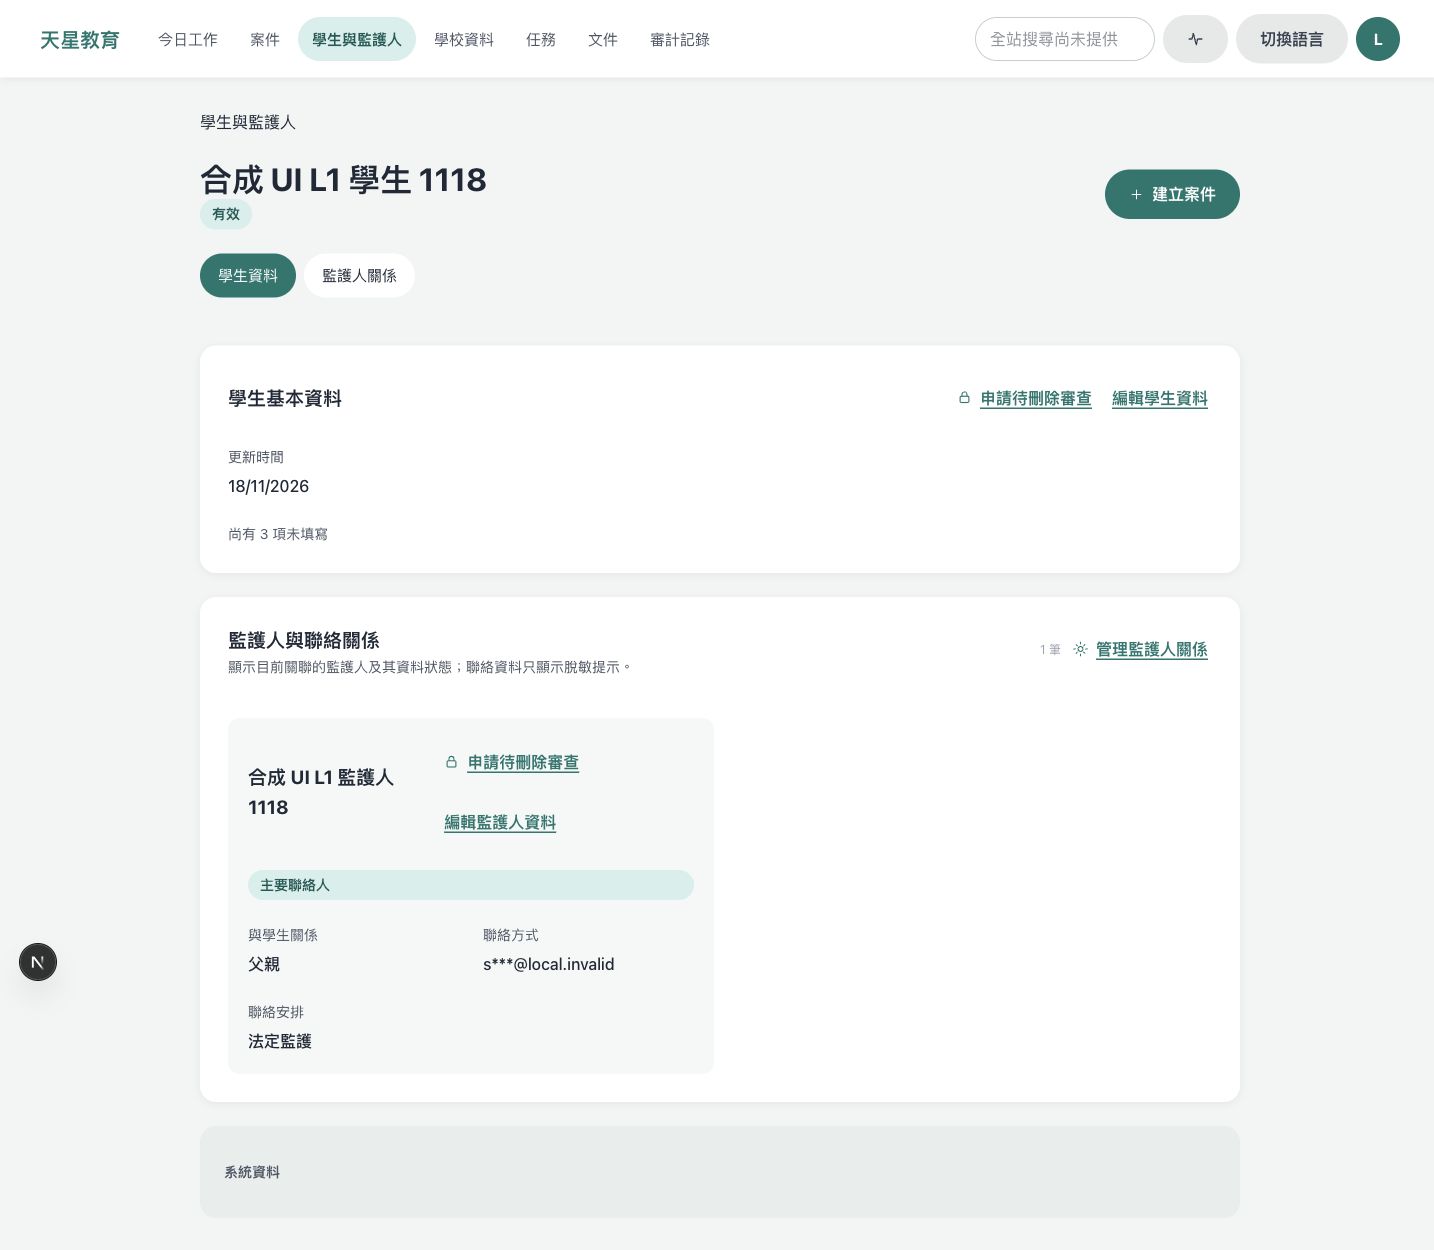 天星教育
今日工作
案件
學生與監護人
學校資料
任務
文件
審計記錄
全站搜尋尚未提供
切換語言
L
學生與監護人
合成 UI L1 學生 1118
有效
建立案件
學生資料
監護人關係
學生基本資料
申請待刪除審查
編輯學生資料
更新時間
18/11/2026
尚有 3 項未填寫
監護人與聯絡關係
顯示目前關聯的監護人及其資料狀態；聯絡資料只顯示脫敏提示。
1 筆
管理監護人關係
合成 UI L1 監護人
1118
申請待刪除審查
編輯監護人資料
主要聯絡人
與學生關係
父親
聯絡方式
s***@local.invalid
聯絡安排
法定監護
N
系統資料